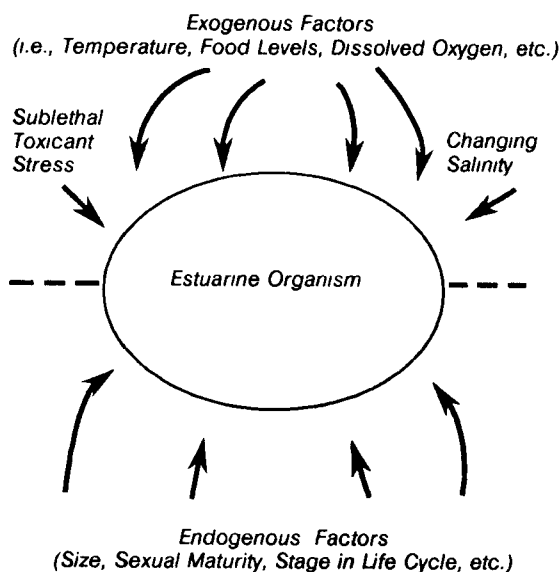 Exogenous Factors
(i.e., Temperature, Food Levels, Dissolved Oxygen, etc.)
Sublethal
Toxicant
Stress
Changing
Salinity
Estuarine Organism
Endogenous Factors
(Size, Sexual Maturity, Stage in Life Cycle, etc.)